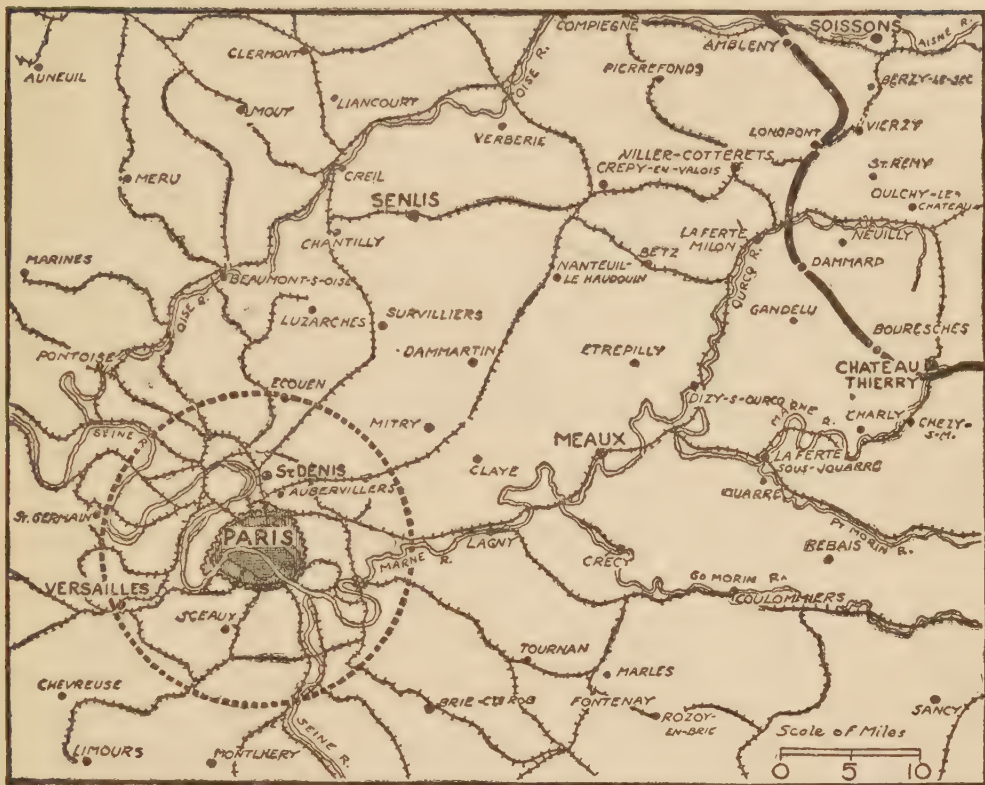 COMPIEGNE
SOISSONS
CLERMONT
OISE R.
AMBLENY
AISNE R.
AUNEUIL
PIERREFONDS
BERZY-LE-SEC
AMOUY
LIANCOURT
VERBERIE
LONGPONT
VIERZY
MERU
CREIL
VILLER-COTTERETS
CREPY-EN-VALOIS
ST. REMY
OULCHY-LE-
CHATEAU
SENLIS
CHANTILLY
LA FERTE
MILON
NEUILLY
MARINES
BETZ
BEAUMONT-S-OISE
NANTEUIL-
LE HAUDOUIN
OURCQ R.
DAMMARD
OISE R.
LUZARCHES
SURVILLIERS
GANDELU
BOURESCHES
PONTOISE
DAMMARTIN
ETREPILLY
CHATEAU
THIERRY
ECOUEN
DIZY-S-OURCQ
MITRY
MARNE R.
CHARLY
CHEZY-
S-M.
SEINE R.
MEAUX
ST. DENIS
CLAYE
LA FERTE
SOUS-JOUARRE
AUBERVILLERS
OUARRE
ST. GERMAIN
PARIS
PT MORIN R.
LAGNY
REBAIS
MARNE R.
CRECY
GD MORIN R.
VERSAILLES
COULOMMIERS
SCEAUX
TOURNAN
MARLES
CHEVREUSE
FONTENAY
BRIE-CTE ROB
ROZOY-
EN-BRIE
SANCY
SEINE R.
LIMOURS
MONTLHERY
Scale of Miles
0 5 10